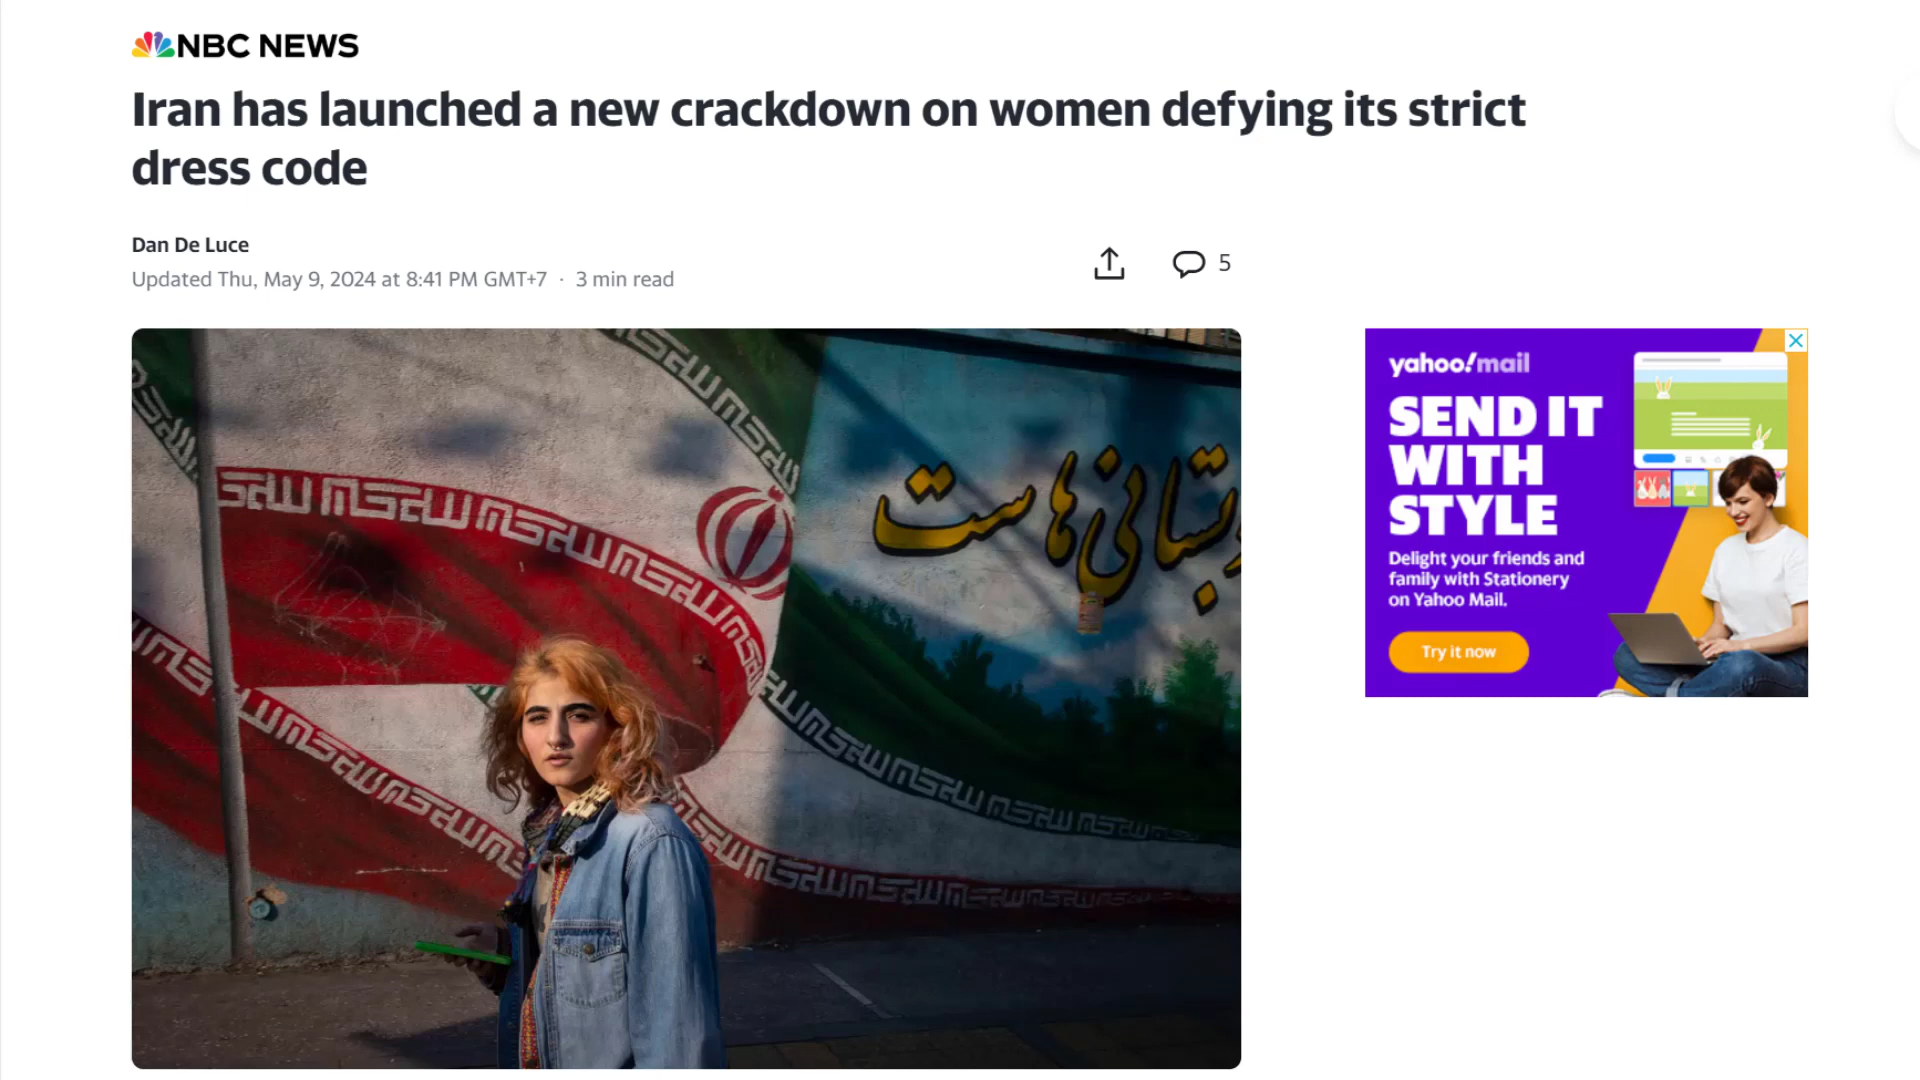 NBC NEWS
Iran has launched a new crackdown on women defying its strict
dress code
Dan De Luce
Updated Thu, May 9, 2024 at 8:41 PM GMT+7 · 3 min read
5
ستانی‌هاست
yahoo!mail
SEND IT
WITH
STYLE
Delight your friends and
family with Stationery
on Yahoo Mail.
Try it now